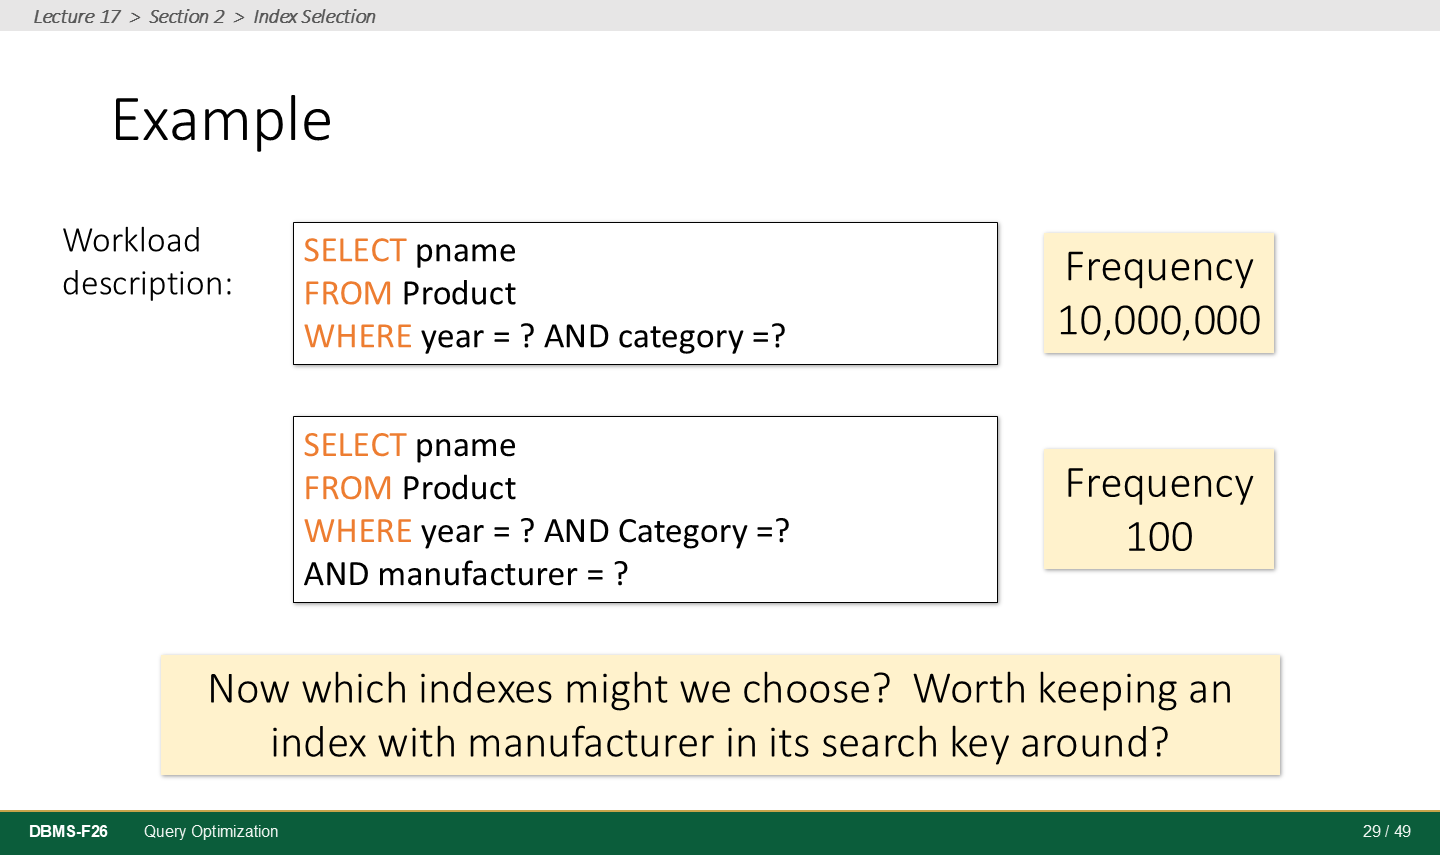 Lecture 17 > Section 2 > Index Selection
Example
Workload
description:
SELECT pname
FROM Product
WHERE year = ? AND category =?
Frequency
10,000,000
SELECT pname
FROM Product
WHERE year = ? AND Category =?
AND manufacturer = ?
Frequency
100
Now which indexes might we choose? Worth keeping an
index with manufacturer in its search key around?
DBMS-F26 Query Optimization 29 / 49